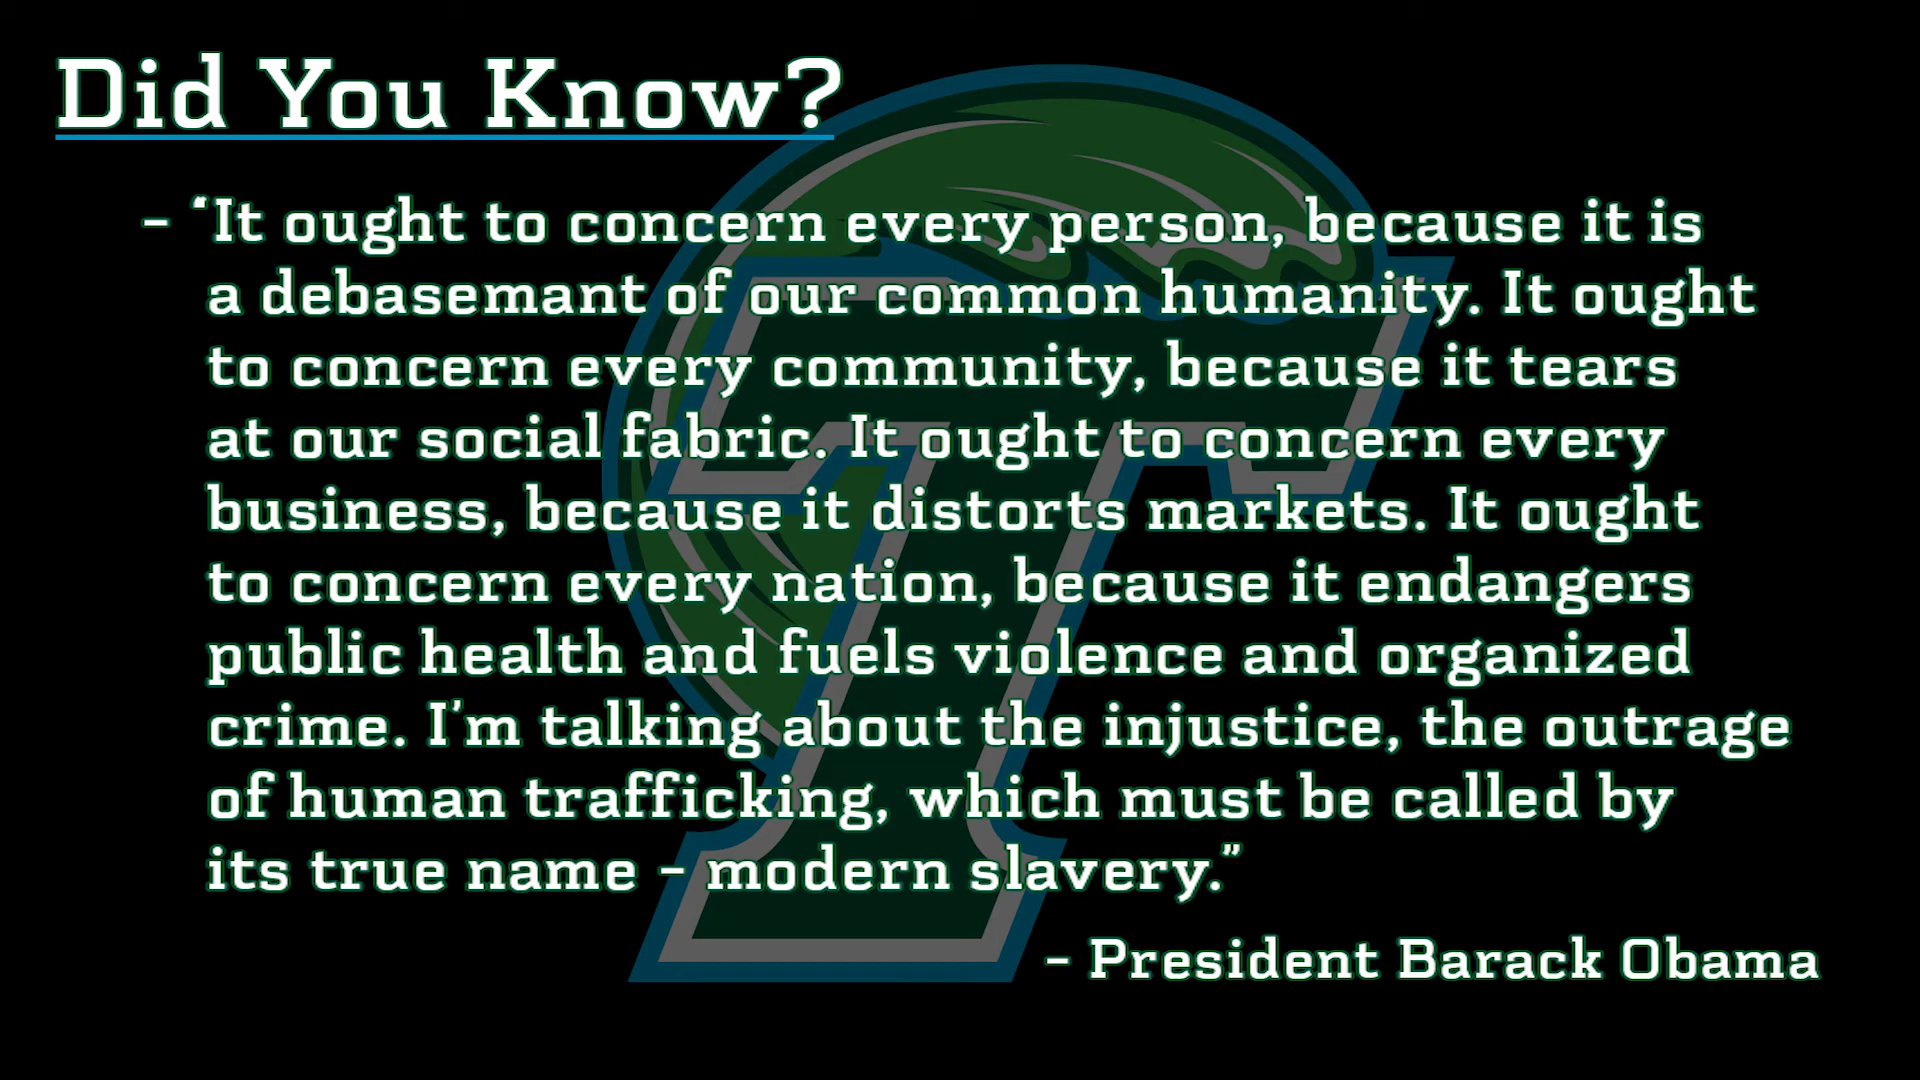 Did You Know?
- "It ought to concern every person, because it is
a debasemant of our common humanity. It ought
to concern every community, because it tears
at our social fabric. It ought to concern every
business, because it distorts markets. It ought
to concern every nation, because it endangers
public health and fuels violence and organized
crime. I'm talking about the injustice, the outrage
of human trafficking, which must be called by
its true name - modern slavery."
- President Barack Obama